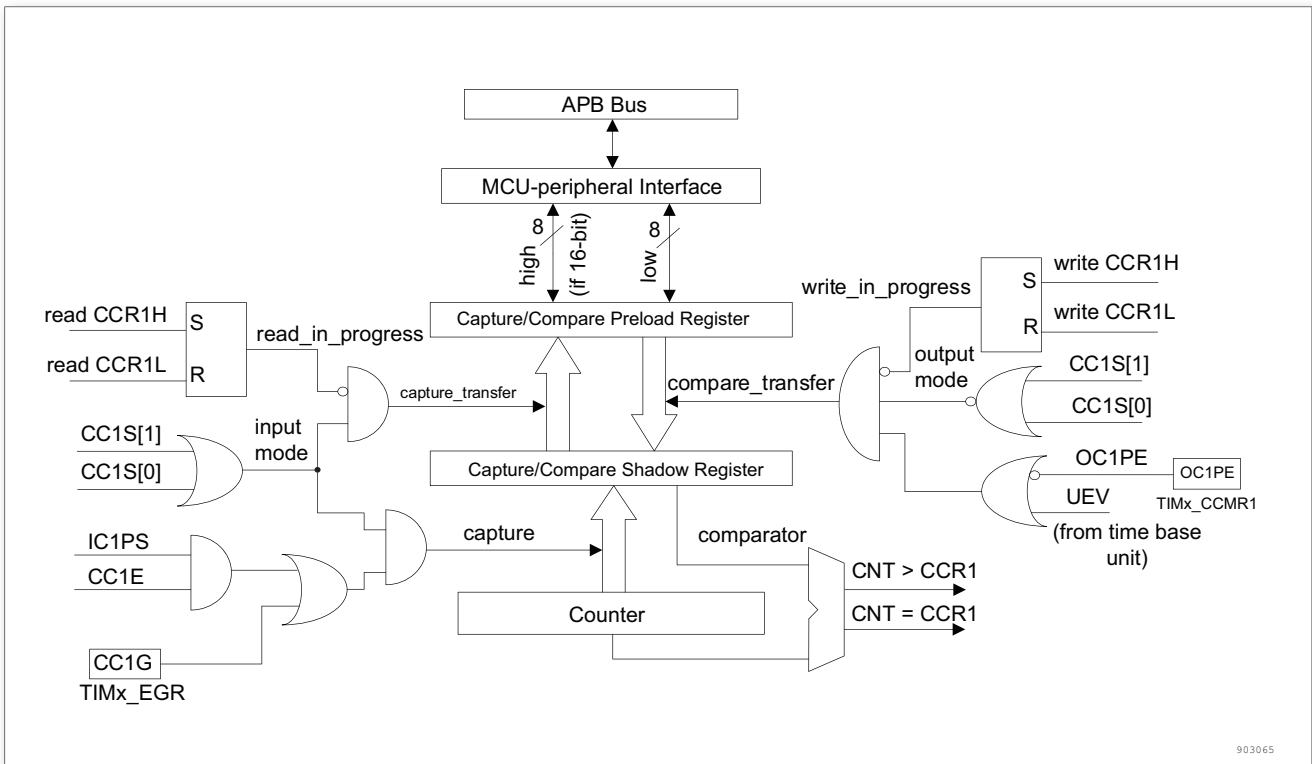 APB Bus
MCU-peripheral Interface
8
high
(if 16-bit)
8
low
Capture/Compare Preload Register
read CCR1H
read CCR1L
S
R
read_in_progress
capture_transfer
CC1S[1]
CC1S[0]
input
mode
write_in_progress
S
R
write CCR1H
write CCR1L
compare_transfer
output
mode
CC1S[1]
CC1S[0]
OC1PE
OC1PE
TIMx_CCMR1
UEV
(from time base
unit)
Capture/Compare Shadow Register
IC1PS
CC1E
CC1G
TIMx_EGR
capture
comparator
Counter
CNT > CCR1
CNT = CCR1
903065